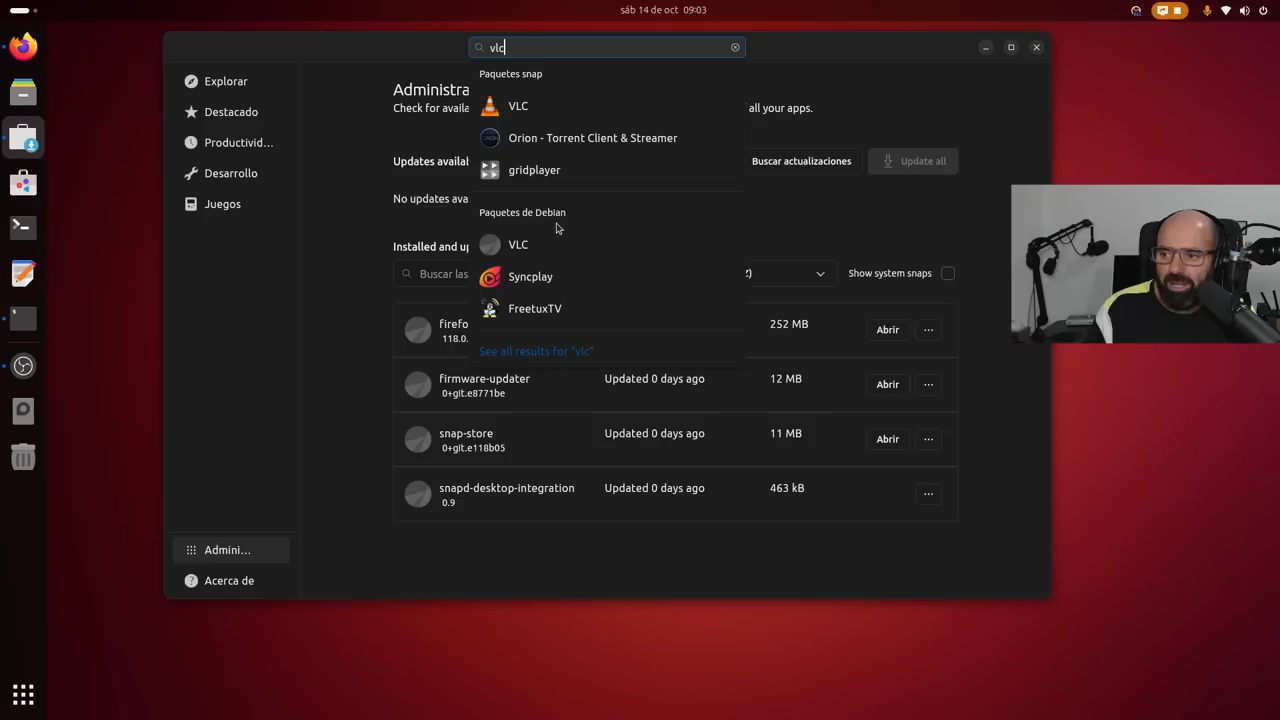 sáb 14 de oct 09:03
vlc
Explorar
Destacado
Productivid...
Desarrollo
Juegos
Admini...
Acerca de
Paquetes snap
VLC
Orion - Torrent Client & Streamer
gridplayer
Paquetes de Debian
VLC
Syncplay
FreetuxTV
See all results for "vlc"
Administra
Check for availa
all your apps.
Updates availab
Buscar actualizaciones
Update all
No updates ava
Installed and up
Buscar las
Z)
Show system snaps
firefo
118.0.
252 MB
Abrir
...
firmware-updater
0+git.e8771be
Updated 0 days ago
12 MB
Abrir
...
snap-store
0+git.e118b05
Updated 0 days ago
11 MB
Abrir
...
snapd-desktop-integration
0.9
Updated 0 days ago
463 kB
...